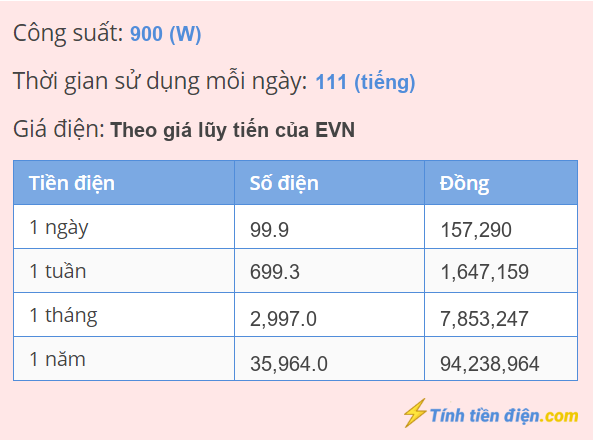 Công suất: 900 (W)
Thời gian sử dụng mỗi ngày: 111 (tiếng)
Giá điện: Theo giá lũy tiến của EVN
Tiền điện Số điện Đồng
1 ngày 99.9 157,290
1 tuần 699.3 1,647,159
1 tháng 2,997.0 7,853,247
1 năm 35,964.0 94,238,964
Tính tiền điện.com